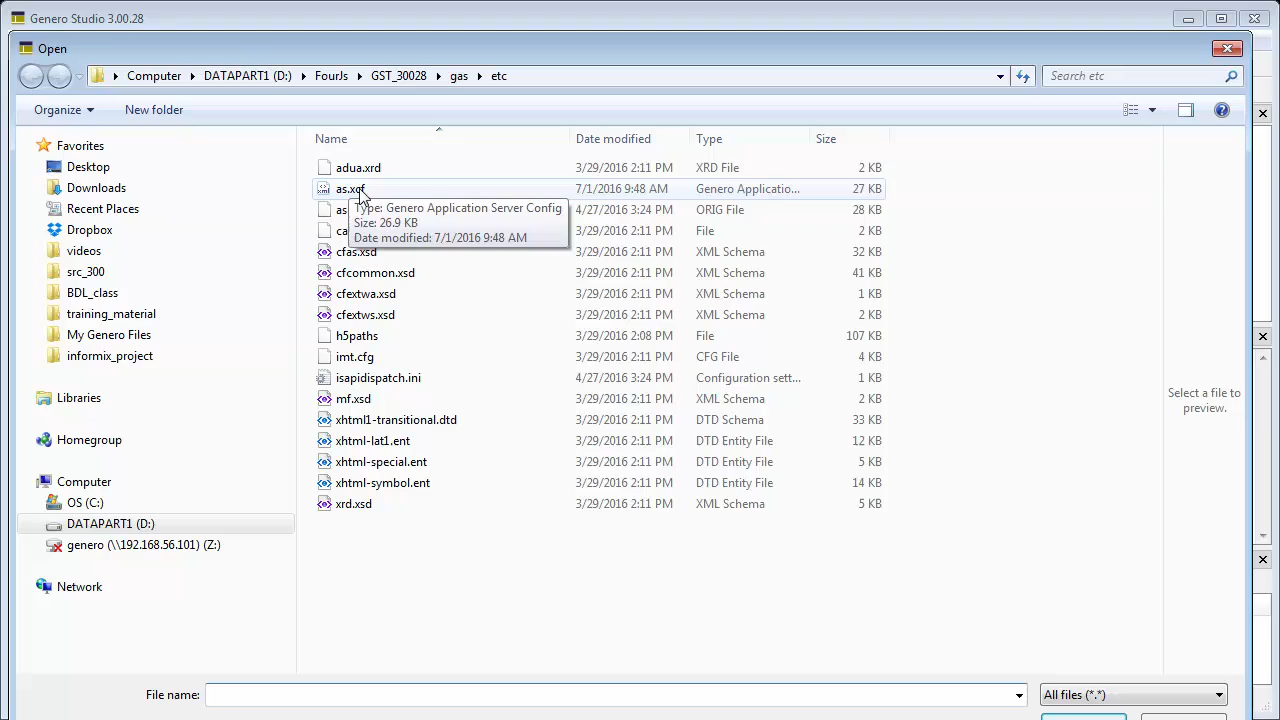 Genero Studio 3.00.28
Open
Computer DATAPART1 (D:) FourJs GST_30028 gas etc
Search etc
Organize New folder
Name Date modified Type Size
Favorites
Desktop
Downloads
Recent Places
Dropbox
videos
src_300
BDL_class
training_material
My Genero Files
informix_project
Libraries
Homegroup
Computer
OS (C:)
DATAPART1 (D:)
genero (\\192.168.56.101) (Z:)
Network
adua.xrd 3/29/2016 2:11 PM XRD File 2 KB
as.xcf 7/1/2016 9:48 AM Genero Applicatio... 27 KB
as 4/27/2016 3:24 PM ORIG File 28 KB
ca 3/29/2016 2:11 PM File 2 KB
cfas.xsd 3/29/2016 2:11 PM XML Schema 32 KB
cfcommon.xsd 3/29/2016 2:11 PM XML Schema 41 KB
cfextwa.xsd 3/29/2016 2:11 PM XML Schema 1 KB
cfextws.xsd 3/29/2016 2:11 PM XML Schema 2 KB
h5paths 3/29/2016 2:08 PM File 107 KB
imt.cfg 3/29/2016 2:11 PM CFG File 4 KB
isapidispatch.ini 4/27/2016 3:24 PM Configuration sett... 1 KB
mf.xsd 3/29/2016 2:11 PM XML Schema 2 KB
xhtml1-transitional.dtd 3/29/2016 2:11 PM DTD Schema 33 KB
xhtml-lat1.ent 3/29/2016 2:11 PM DTD Entity File 12 KB
xhtml-special.ent 3/29/2016 2:11 PM DTD Entity File 5 KB
xhtml-symbol.ent 3/29/2016 2:11 PM DTD Entity File 14 KB
xrd.xsd 3/29/2016 2:11 PM XML Schema 5 KB
Type: Genero Application Server Config
Size: 26.9 KB
Date modified: 7/1/2016 9:48 AM
Select a file to
preview.
File name:
All files (*.*)